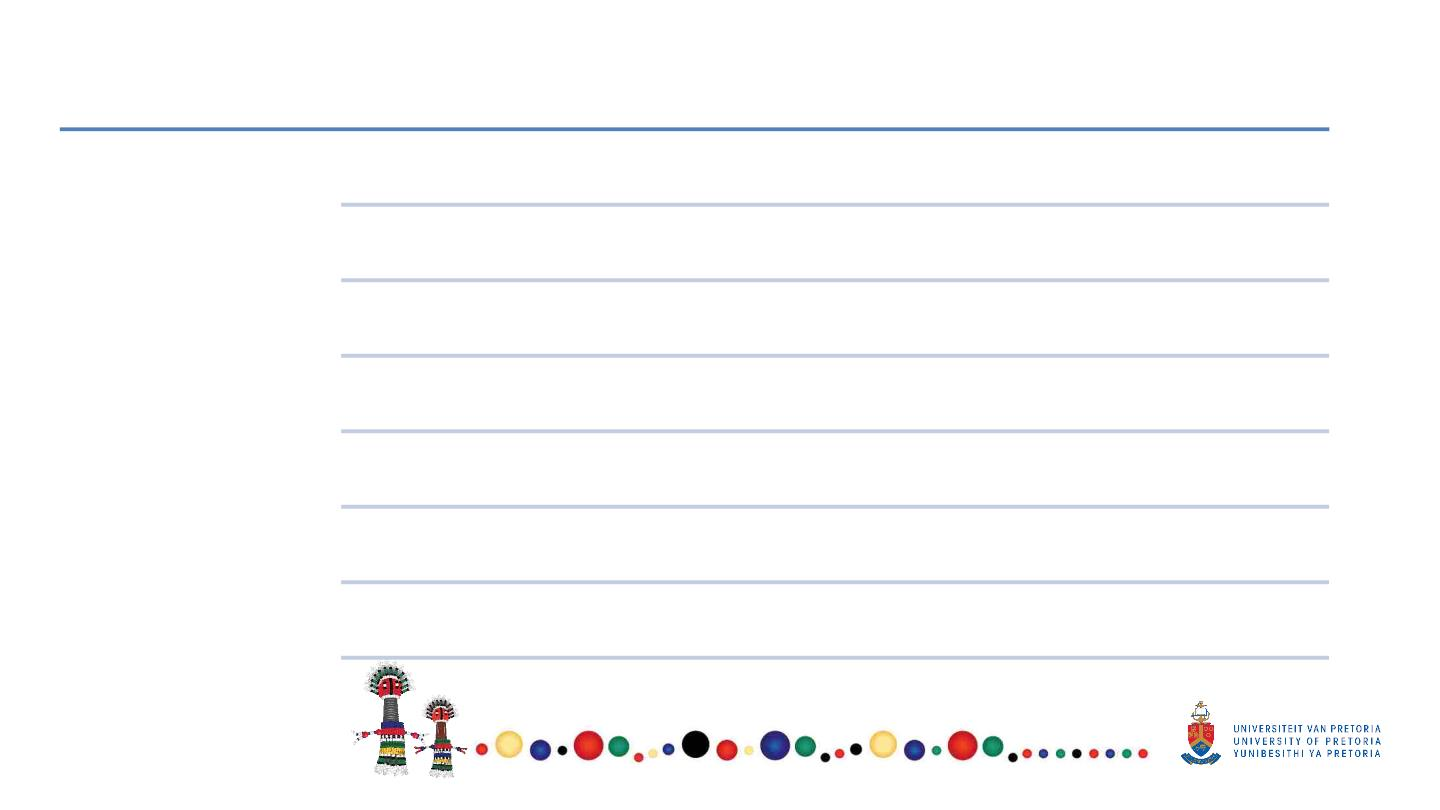 UNIVERSITEIT VAN PRETORIA
UNIVERSITY OF PRETORIA
YUNIBESITHI YA PRETORIA